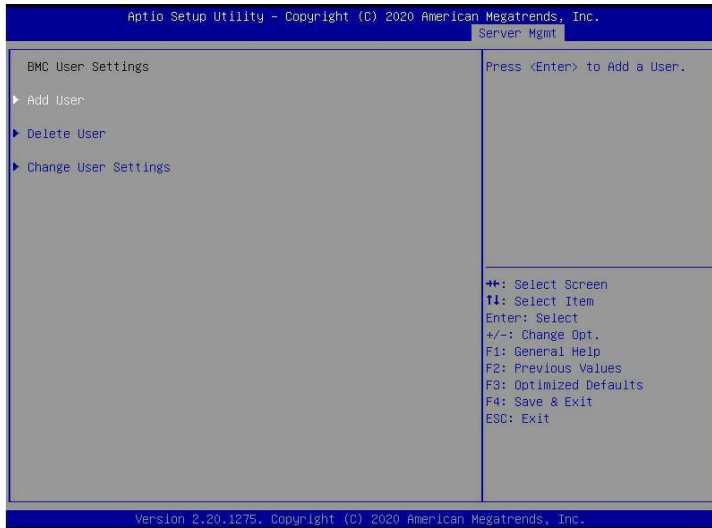 Aptio Setup Utility – Copyright (C) 2020 American Megatrends, Inc.
Server Mgmt
BMC User Settings
Add User
Delete User
Change User Settings
Press <Enter> to Add a User.
→←: Select Screen
↑↓: Select Item
Enter: Select
+/-: Change Opt.
F1: General Help
F2: Previous Values
F3: Optimized Defaults
F4: Save & Exit
ESC: Exit
Version 2.20.1275. Copyright (C) 2020 American Megatrends, Inc.